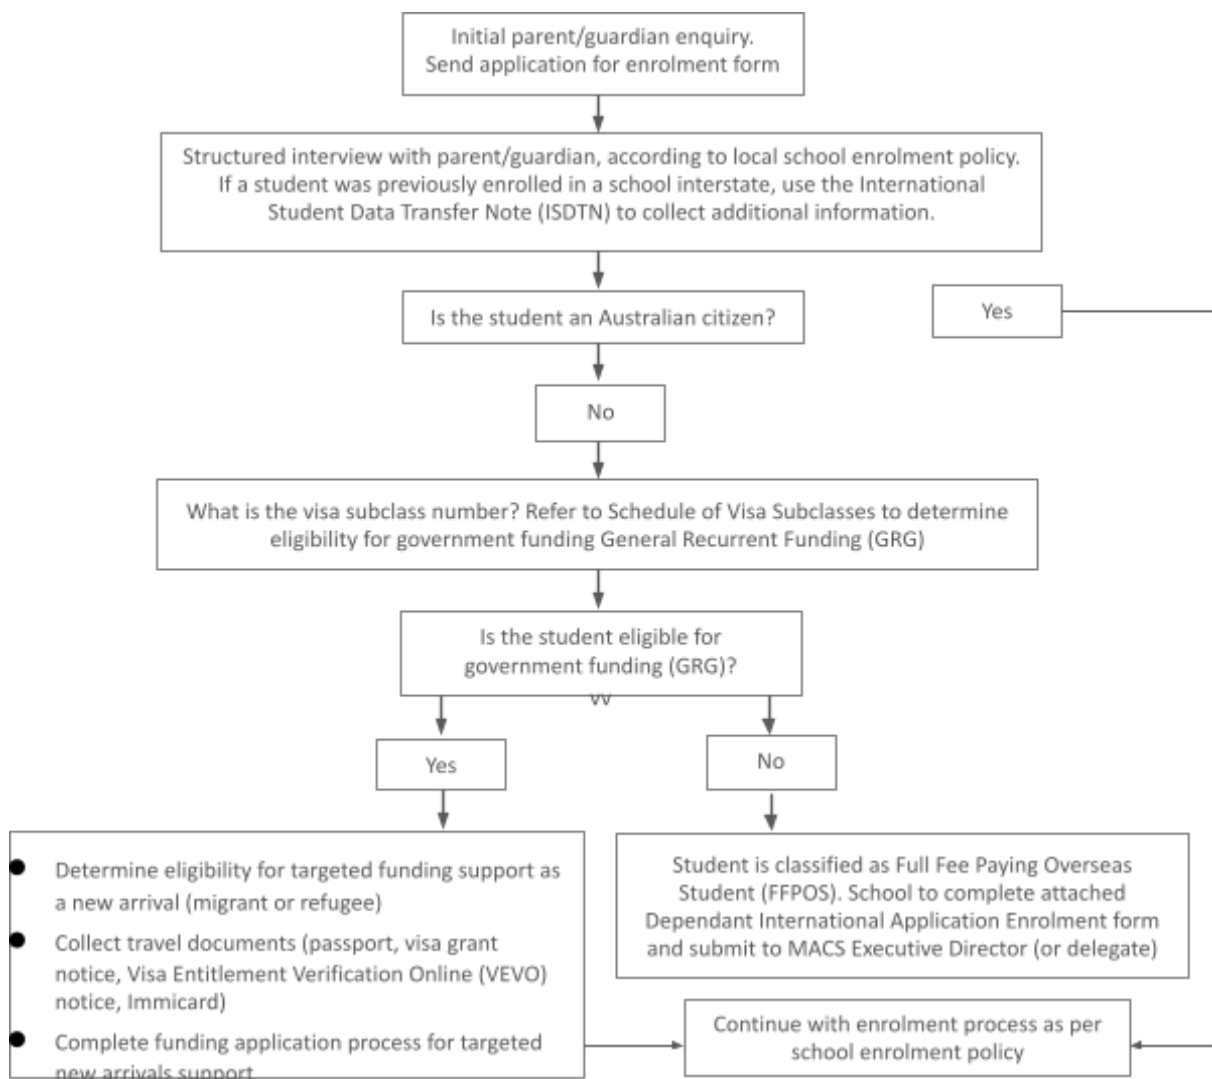 Initial parent/guardian enquiry.
Send application for enrolment form
Structured interview with parent/guardian, according to local school enrolment policy.
If a student was previously enrolled in a school interstate, use the International
Student Data Transfer Note (ISDTN) to collect additional information.
Is the student an Australian citizen?
Yes
No
What is the visa subclass number? Refer to Schedule of Visa Subclasses to determine
eligibility for government funding General Recurrent Funding (GRG)
Is the student eligible for
government funding (GRG)?
Yes
No
● Determine eligibility for targeted funding support as
a new arrival (migrant or refugee)
● Collect travel documents (passport, visa grant
notice, Visa Entitlement Verification Online (VEVO)
notice, Immicard)
● Complete funding application process for targeted
new arrivals support
Student is classified as Full Fee Paying Overseas
Student (FFPOS). School to complete attached
Dependant International Application Enrolment form
and submit to MACS Executive Director (or delegate)
Continue with enrolment process as per
school enrolment policy